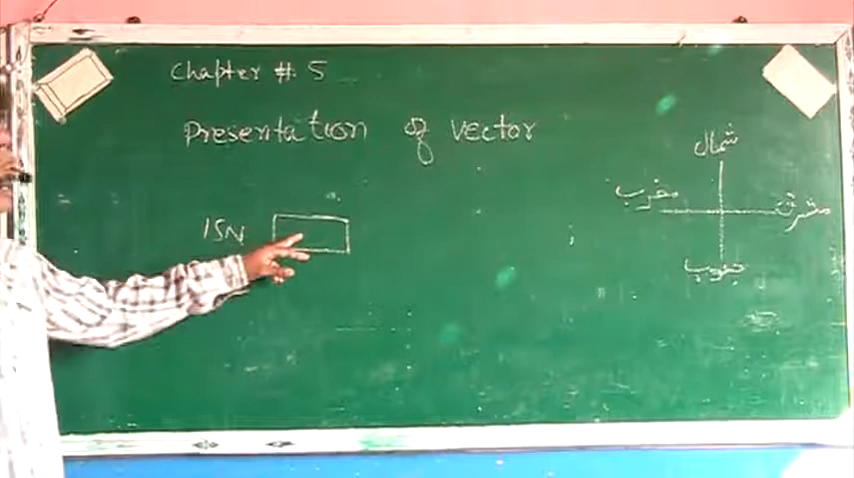 Chapter #. 5
Presentation of vector
شمال
مغرب
مشرق
15N
جنوب